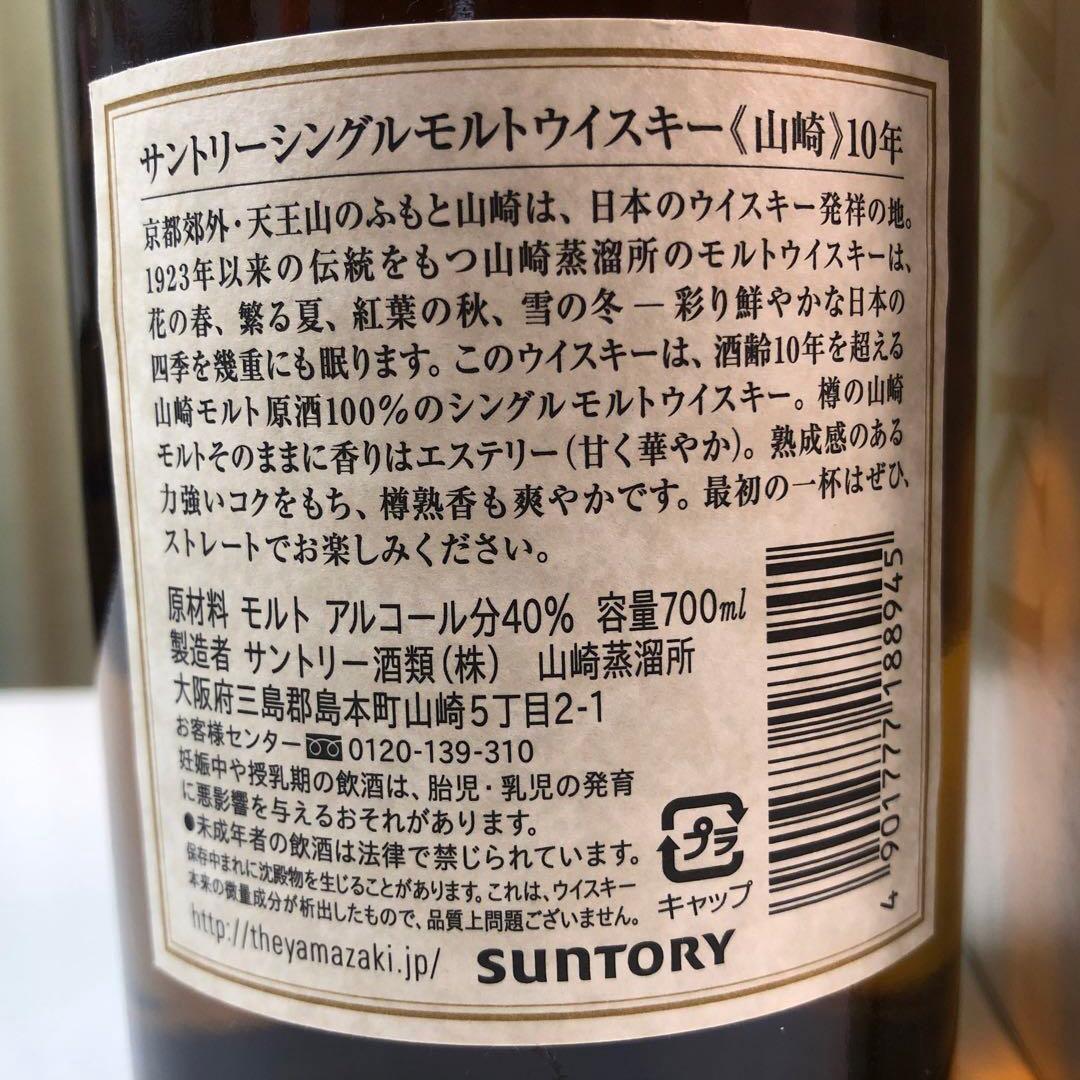 サントリーシングルモルトウイスキー《山崎》10年
京都郊外・天王山のふもと山崎は、日本のウイスキー発祥の地。
1923年以来の伝統をもつ山崎蒸溜所のモルトウイスキーは、
花の春、繁る夏、紅葉の秋、雪の冬 ― 彩り鮮やかな日本の
四季を幾重にも眠ります。このウイスキーは、酒齢10年を超える
山崎モルト原酒100%のシングルモルトウイスキー。樽の山崎
モルトそのままに香りはエステリー(甘く華やか)。熟成感のある
力強いコクをもち、樽熟香も爽やかです。最初の一杯はぜひ、
ストレートでお楽しみください。
原材料 モルト アルコール分40% 容量700ml
製造者 サントリー酒類(株) 山崎蒸溜所
大阪府三島郡島本町山崎5丁目2-1
お客様センター 0120-139-310
妊娠中や授乳期の飲酒は、胎児・乳児の発育
に悪影響を与えるおそれがあります。
●未成年者の飲酒は法律で禁じられています。
保存中まれに沈殿物を生じることがあります。これは、ウイスキー
本来の微量成分が析出したもので、品質上問題ございません。
http://theyamazaki.jp/
SUNTORY
プラ
キャップ
4 901777 188945